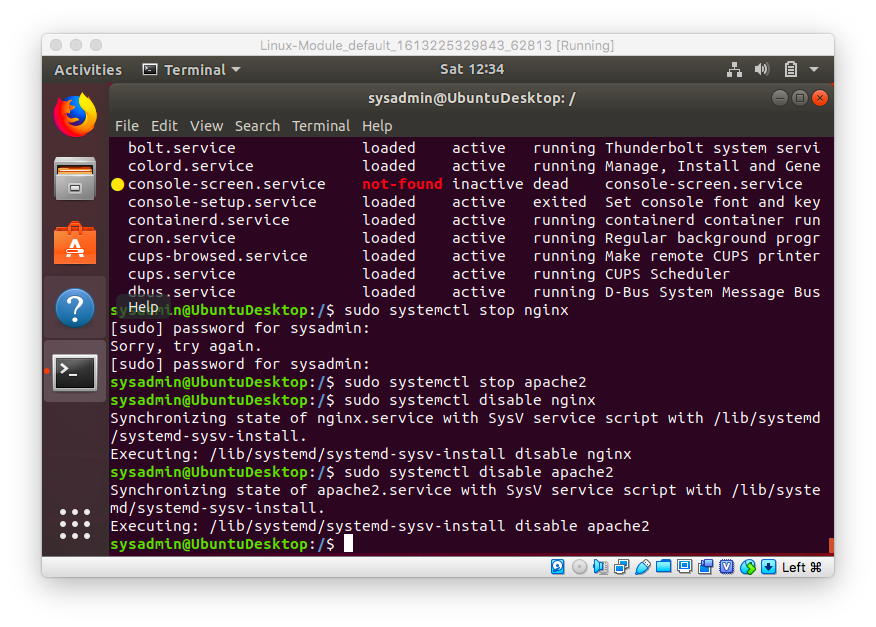 Linux-Module_default_1613225329843_62813 [Running]
Activities Terminal Sat 12:34
sysadmin@UbuntuDesktop: /
File Edit View Search Terminal Help
bolt.service loaded active running Thunderbolt system servi
colord.service loaded active running Manage, Install and Gene
console-screen.service not-found inactive dead console-screen.service
console-setup.service loaded active exited Set console font and key
containerd.service loaded active running containerd container run
cron.service loaded active running Regular background progr
cups-browsed.service loaded active running Make remote CUPS printer
cups.service loaded active running CUPS Scheduler
dbus.service loaded active running D-Bus System Message Bus
Help
sysadmin@UbuntuDesktop:/$ sudo systemctl stop nginx
[sudo] password for sysadmin:
Sorry, try again.
[sudo] password for sysadmin:
sysadmin@UbuntuDesktop:/$ sudo systemctl stop apache2
sysadmin@UbuntuDesktop:/$ sudo systemctl disable nginx
Synchronizing state of nginx.service with SysV service script with /lib/systemd
/systemd-sysv-install.
Executing: /lib/systemd/systemd-sysv-install disable nginx
sysadmin@UbuntuDesktop:/$ sudo systemctl disable apache2
Synchronizing state of apache2.service with SysV service script with /lib/syste
md/systemd-sysv-install.
Executing: /lib/systemd/systemd-sysv-install disable apache2
sysadmin@UbuntuDesktop:/$
Left ⌘